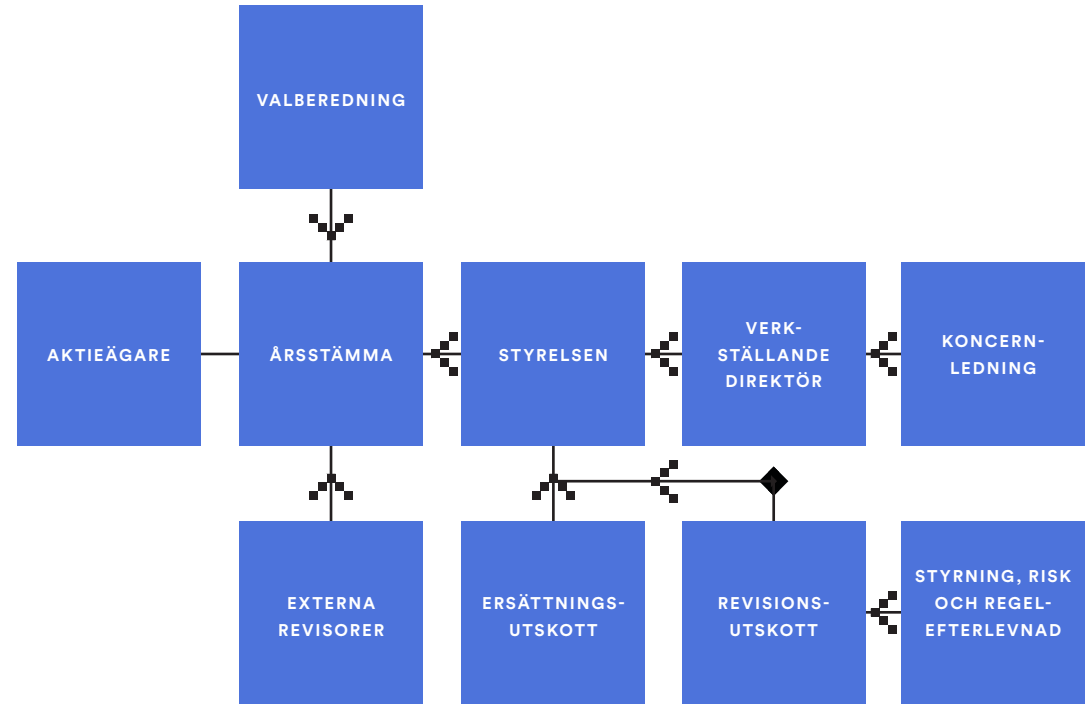 VALBEREDNING
AKTIEÄGARE
ÅRSSTÄMMA
STYRELSEN
VERK-
STÄLLANDE
DIREKTÖR
KONCERN-
LEDNING
EXTERNA
REVISORER
ERSÄTTNINGS-
UTSKOTT
REVISIONS-
UTSKOTT
STYRNING, RISK
OCH REGEL-
EFTERLEVNAD